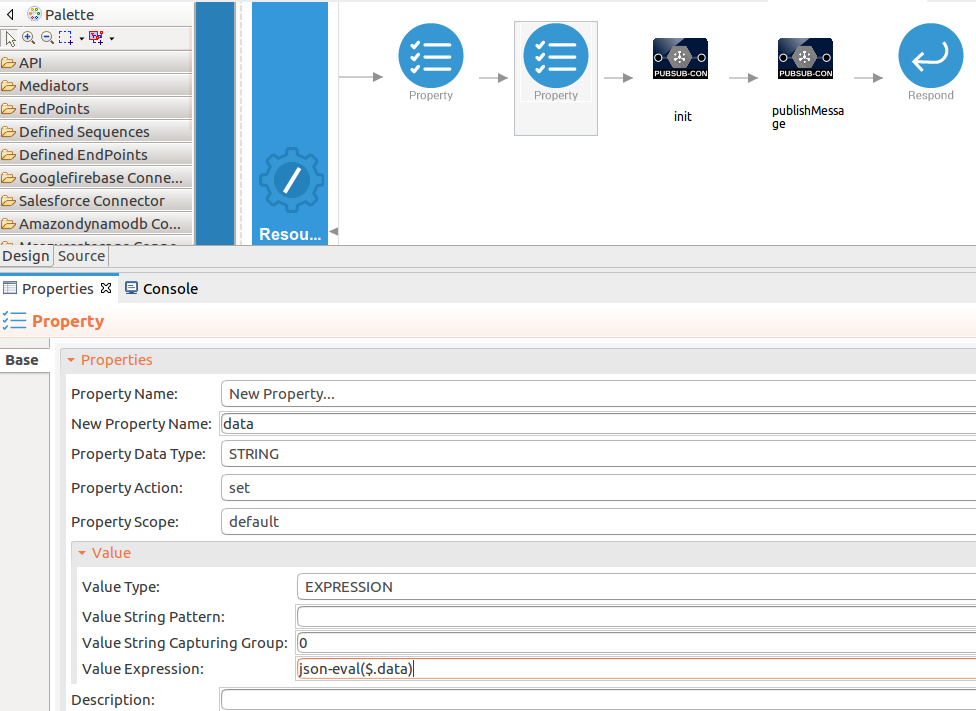 Palette
API
Mediators
EndPoints
Defined Sequences
Defined EndPoints
Googlefirebase Conne...
Salesforce Connector
Amazondynamodb Co...
Resou...
Property
Property
PUBSUB-CON
init
PUBSUB-CON
publishMessa
ge
Respond
Design
Source
Properties
Console
Property
Base
Properties
Property Name: New Property...
New Property Name: data
Property Data Type: STRING
Property Action: set
Property Scope: default
Value
Value Type: EXPRESSION
Value String Pattern:
Value String Capturing Group: 0
Value Expression: json-eval($.data)
Description: